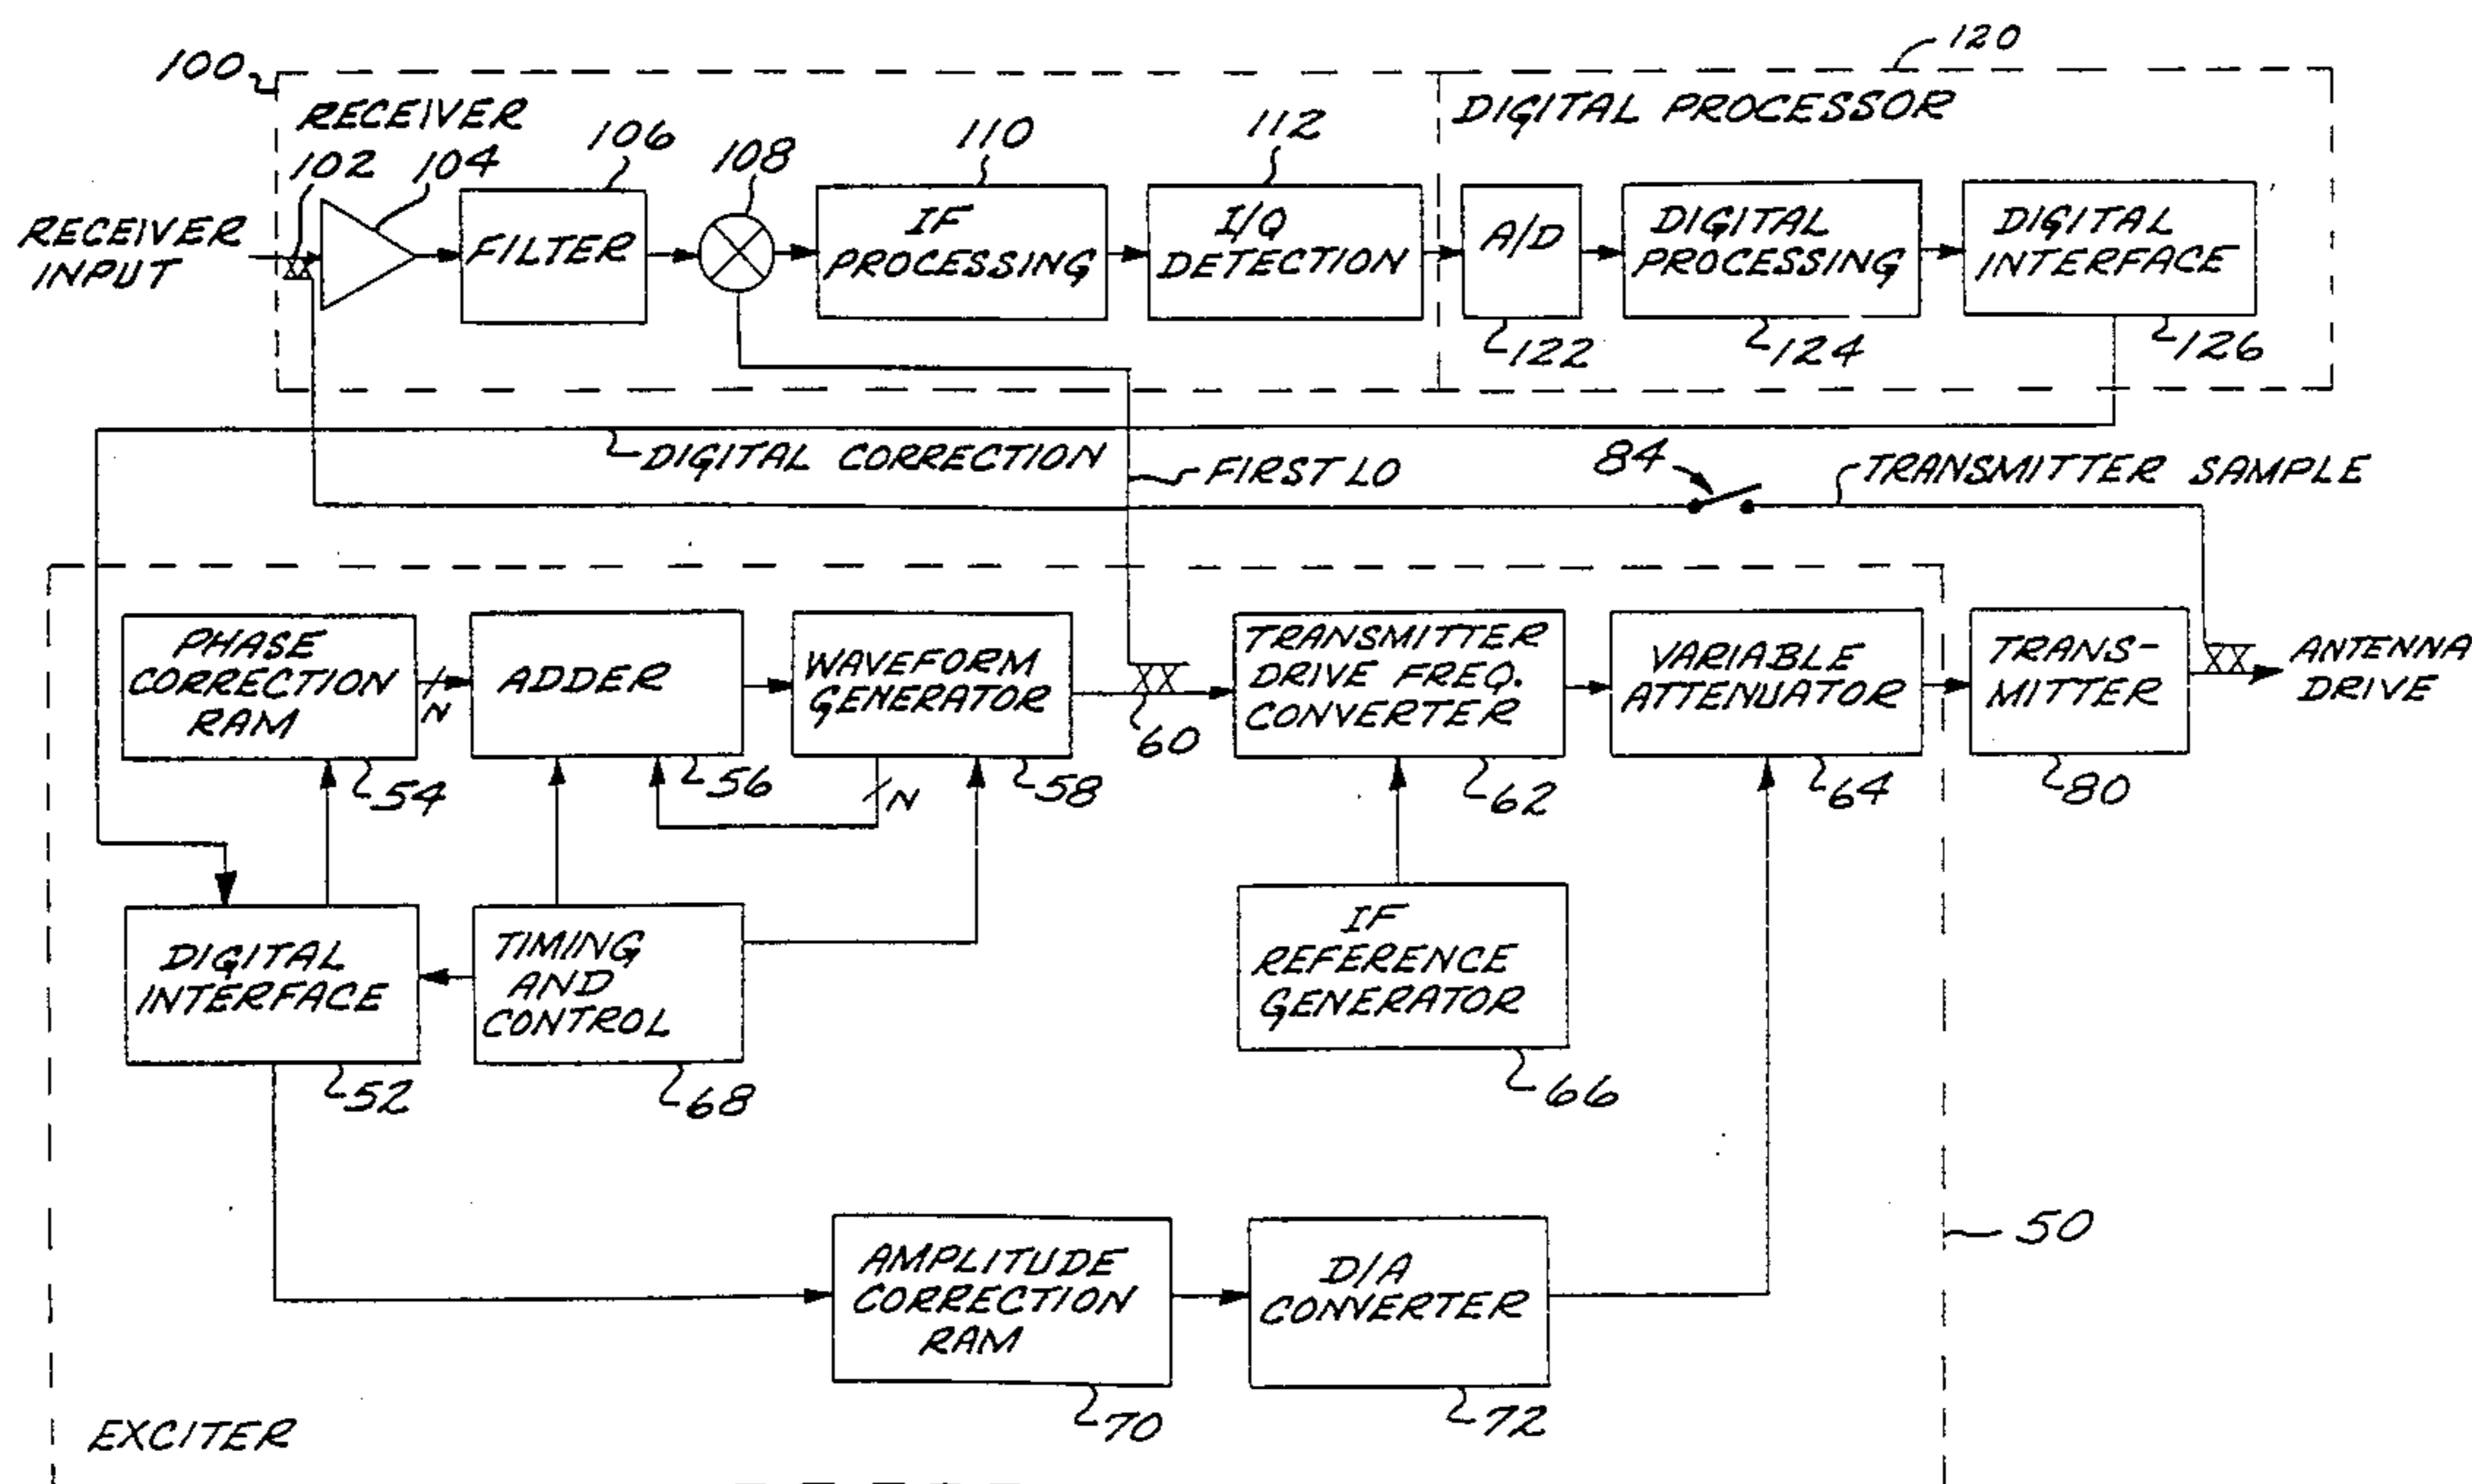 100
120
RECEIVER
DIGITAL PROCESSOR
102
104
106
108
110
112
RECEIVER
INPUT
FILTER
IF
PROCESSING
I/Q
DETECTION
A/D
DIGITAL
PROCESSING
DIGITAL
INTERFACE
122
124
126
DIGITAL CORRECTION
FIRST LO
84
TRANSMITTER SAMPLE
PHASE
CORRECTION
RAM
N
ADDER
WAVEFORM
GENERATOR
60
TRANSMITTER
DRIVE FREQ.
CONVERTER
VARIABLE
ATTENUATOR
TRANS-
MITTER
ANTENNA
DRIVE
54
56
N
58
62
64
80
DIGITAL
INTERFACE
TIMING
AND
CONTROL
IF
REFERENCE
GENERATOR
52
68
66
50
AMPLITUDE
CORRECTION
RAM
D/A
CONVERTER
70
72
EXCITER